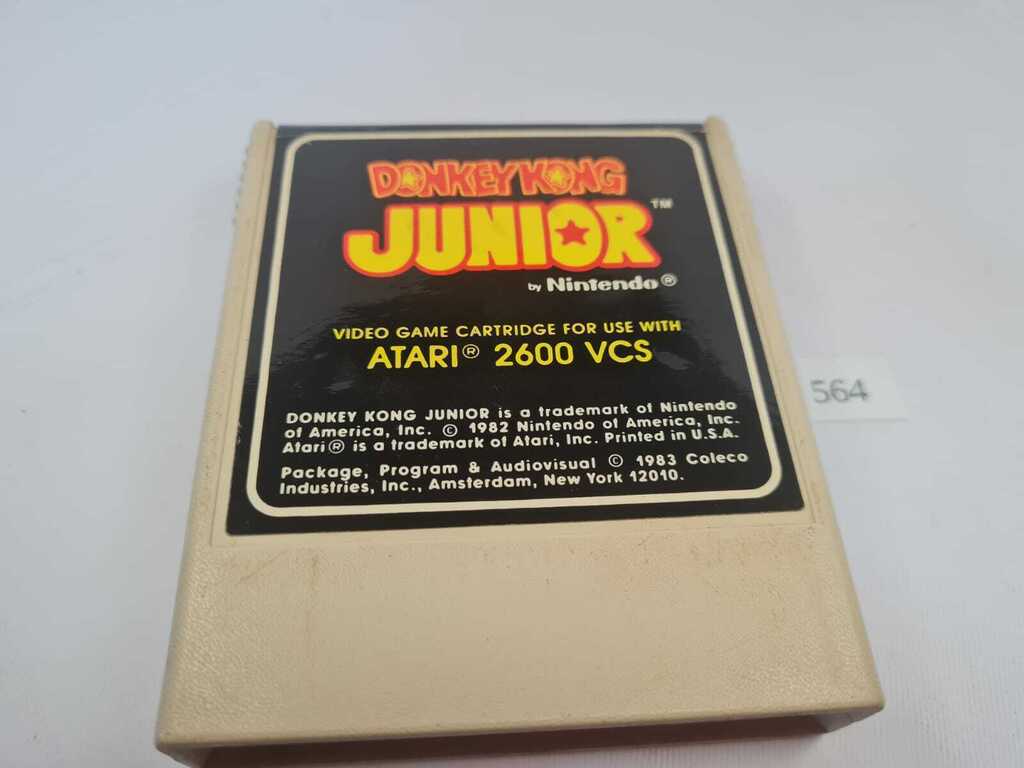 DONKEY KONG
JUNIOR™
by Nintendo®
VIDEO GAME CARTRIDGE FOR USE WITH
ATARI® 2600 VCS
DONKEY KONG JUNIOR is a trademark of Nintendo
of America, Inc. © 1982 Nintendo of America, Inc.
Atari® is a trademark of Atari, Inc. Printed in U.S.A.
Package, Program & Audiovisual © 1983 Coleco
Industries, Inc., Amsterdam, New York 12010.
564